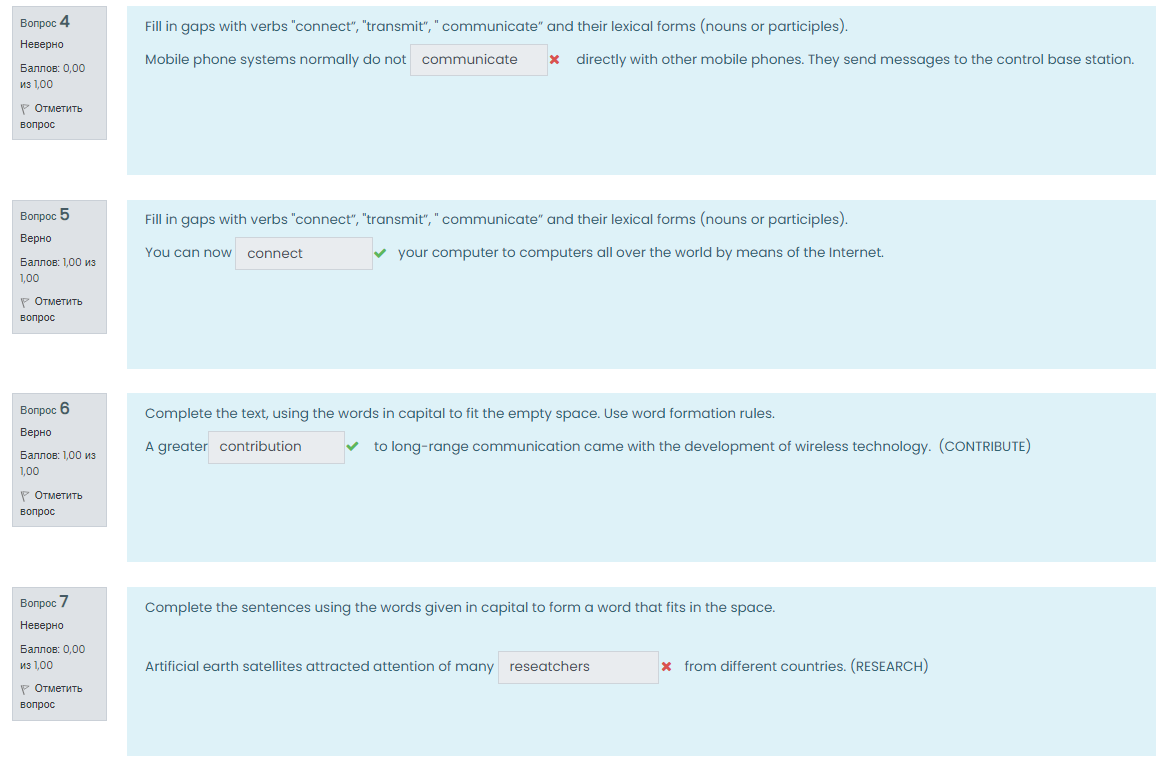 Вопрос 4
Неверно
Баллов: 0,00
из 1,00
Отметить
вопрос
Fill in gaps with verbs "connect”, "transmit”, " communicate” and their lexical forms (nouns or participles).
Mobile phone systems normally do not communicate directly with other mobile phones. They send messages to the control base station.
Вопрос 5
Верно
Баллов: 1,00 из
1,00
Отметить
вопрос
Fill in gaps with verbs "connect”, "transmit”, " communicate” and their lexical forms (nouns or participles).
You can now connect your computer to computers all over the world by means of the Internet.
Вопрос 6
Верно
Баллов: 1,00 из
1,00
Отметить
вопрос
Complete the text, using the words in capital to fit the empty space. Use word formation rules.
A greater contribution to long-range communication came with the development of wireless technology. (CONTRIBUTE)
Вопрос 7
Неверно
Баллов: 0,00
из 1,00
Отметить
вопрос
Complete the sentences using the words given in capital to form a word that fits in the space.
Artificial earth satellites attracted attention of many reseatchers from different countries. (RESEARCH)